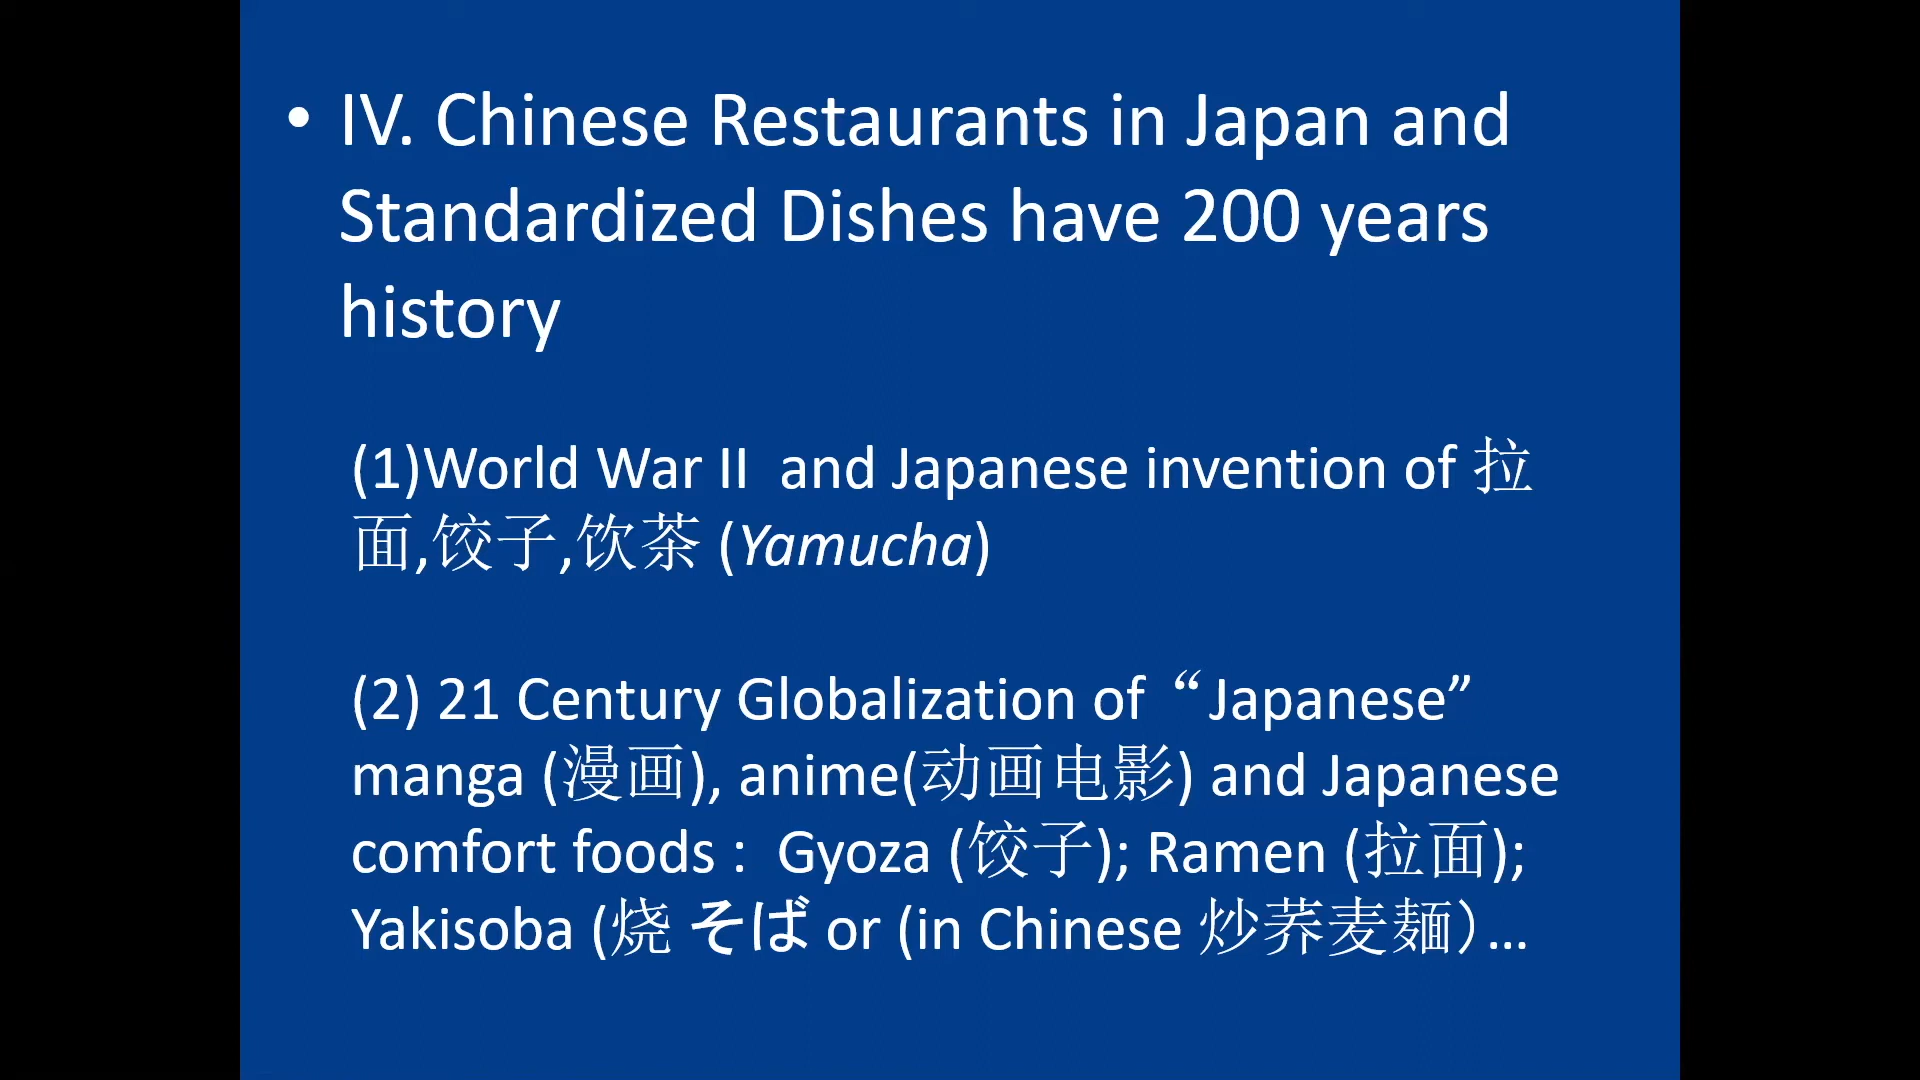 • IV. Chinese Restaurants in Japan and
Standardized Dishes have 200 years
history
(1)World War II  and Japanese invention of 拉
面,饺子,饮茶 (Yamucha)
(2) 21 Century Globalization of “Japanese”
manga (漫画), anime(动画电影) and Japanese
comfort foods :  Gyoza (饺子); Ramen (拉面);
Yakisoba (烧 そば or (in Chinese 炒荞麦麺）…